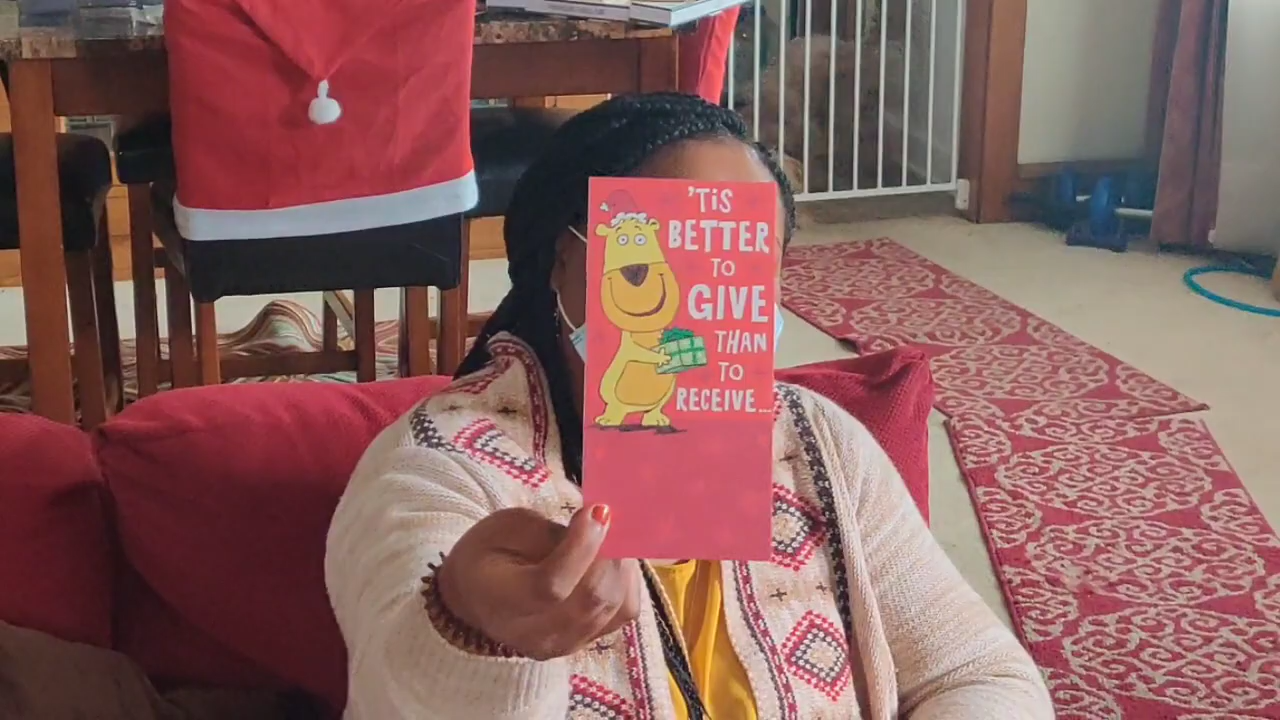 'TiS
BETTER
TO
GIVE
THAN
TO
RECEIVE...